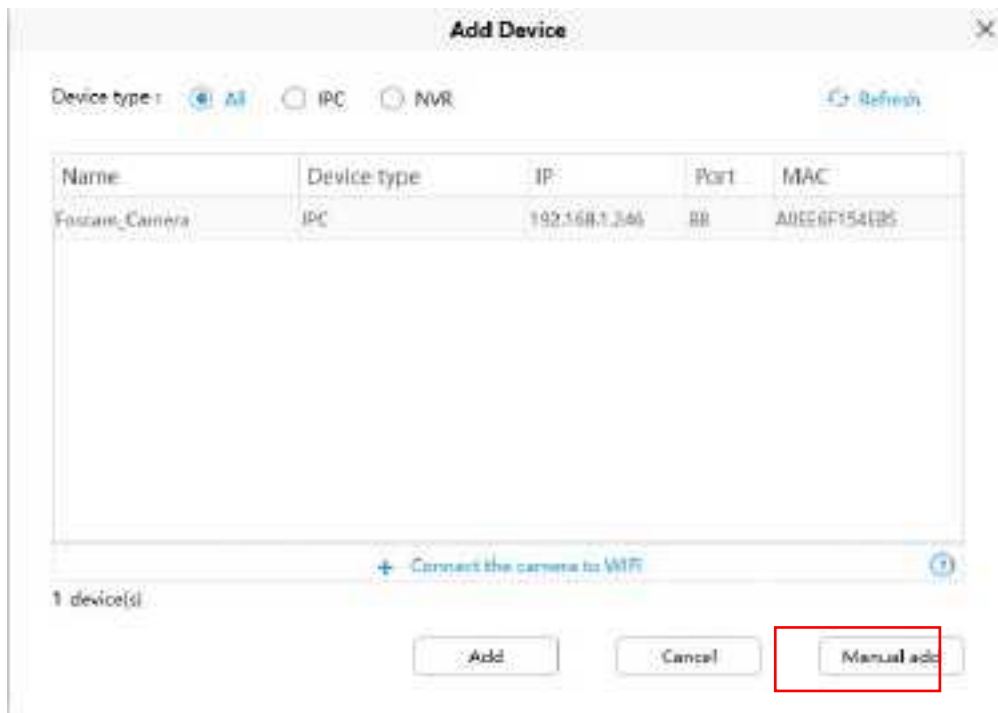 Add Device
Device type : All IPC NVR Refresh
Name Device type IP Port MAC
Foscam_Camera IPC 192.168.1.246 88
+ Connect the camera to WIFI
1 device(s)
Add Cancel Manual add